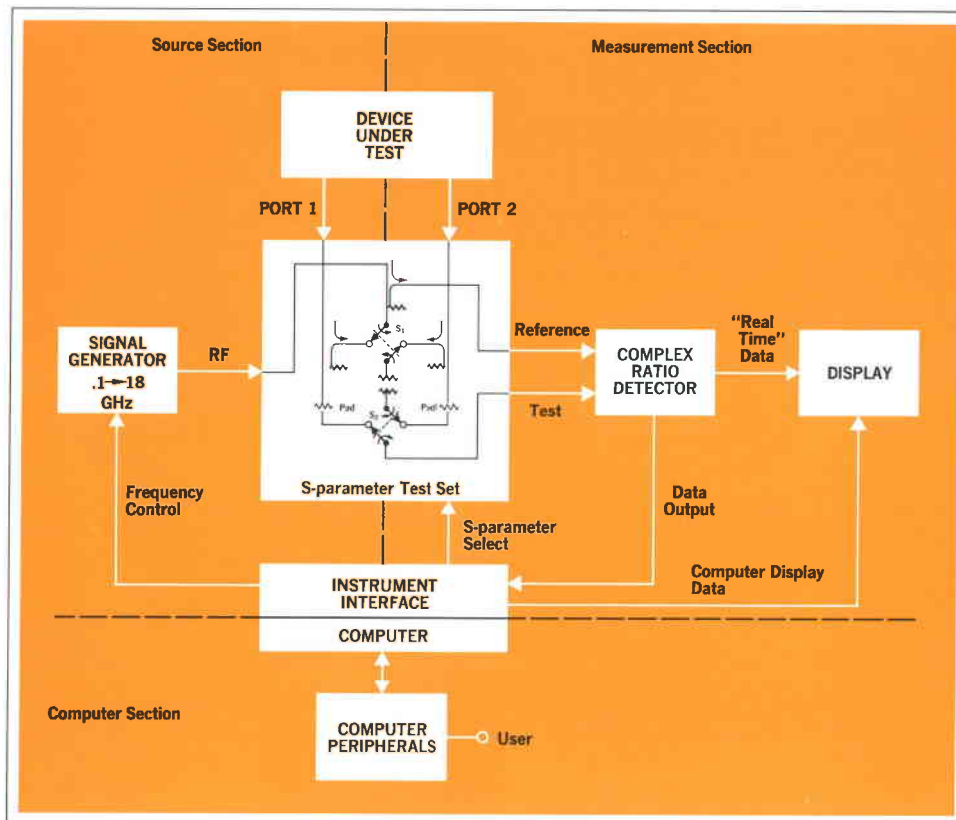 Source Section
Measurement Section
DEVICE
UNDER
TEST
PORT 1
PORT 2
S₁
SIGNAL
GENERATOR
.1→18
GHz
RF
Reference
Test
COMPLEX
RATIO
DETECTOR
"Real
Time"
Data
DISPLAY
Pad
S₂
Pad
S-parameter Test Set
Frequency
Control
S-parameter
Select
Data
Output
Computer Display
Data
INSTRUMENT
INTERFACE
COMPUTER
Computer Section
COMPUTER
PERIPHERALS
User